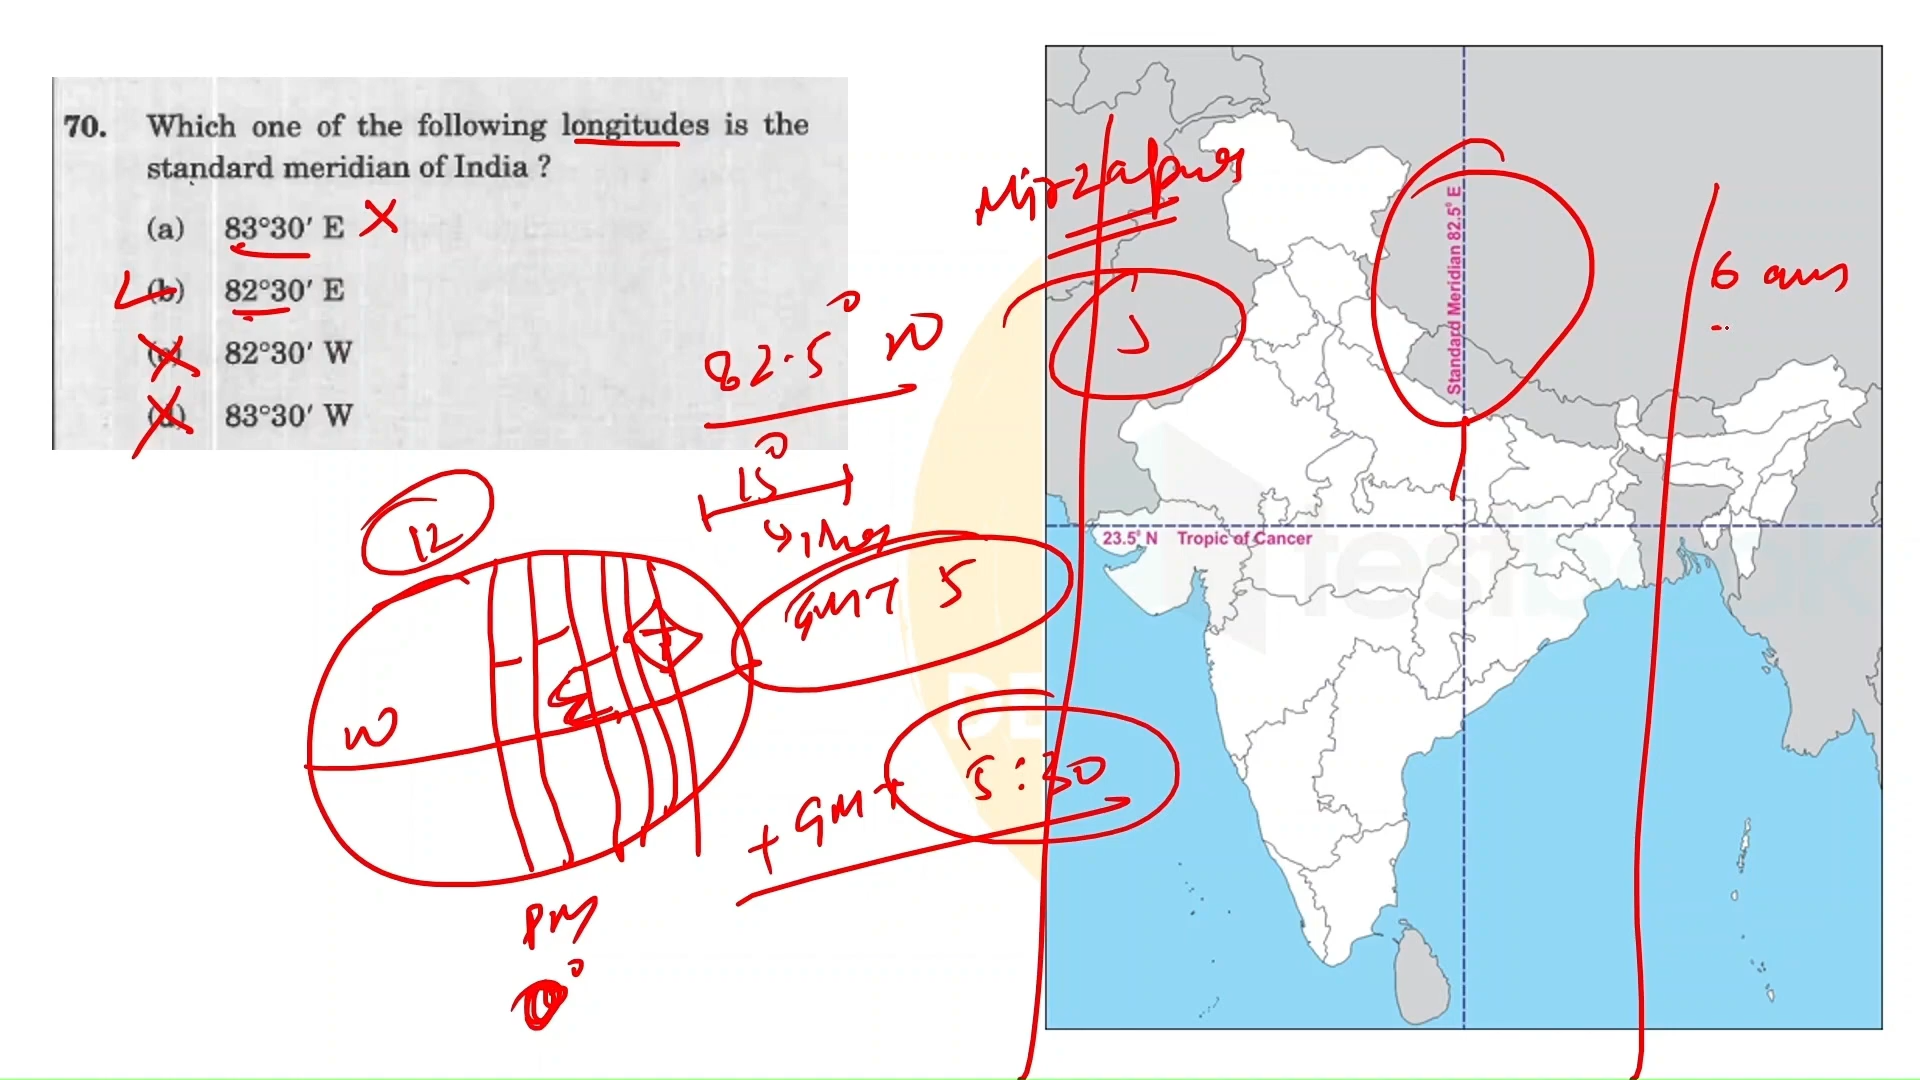 70. Which one of the following longitudes is the
standard meridian of India ?
(a) 83°30′ E X
(b) 82°30′ E
(c) 82°30′ W
(d) 83°30′ W
82.5°
15°
12
GMT 5
W
E
+ GMT 5:30
PM
0°
Mirzapur
5
6 am
Standard Meridian 82.5° E
23.5° N Tropic of Cancer